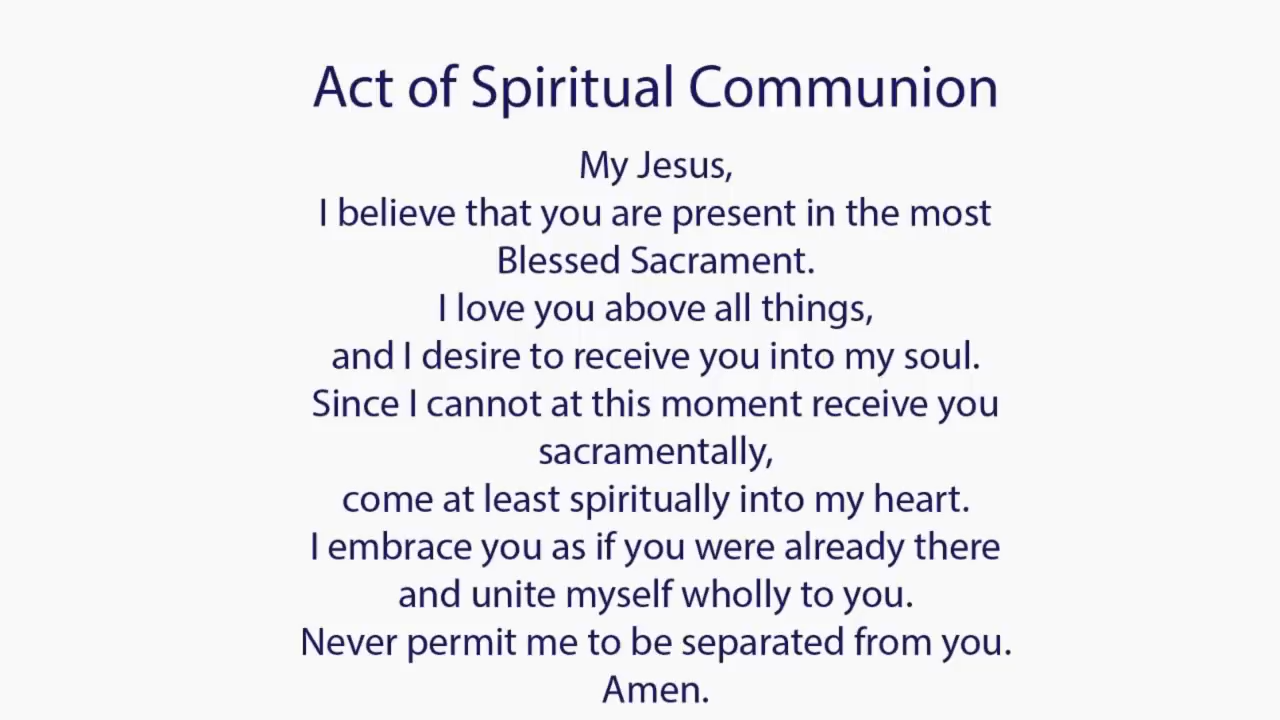 Act of Spiritual Communion
My Jesus,
I believe that you are present in the most
Blessed Sacrament.
I love you above all things,
and I desire to receive you into my soul.
Since I cannot at this moment receive you
sacramentally,
come at least spiritually into my heart.
I embrace you as if you were already there
and unite myself wholly to you.
Never permit me to be separated from you.
Amen.